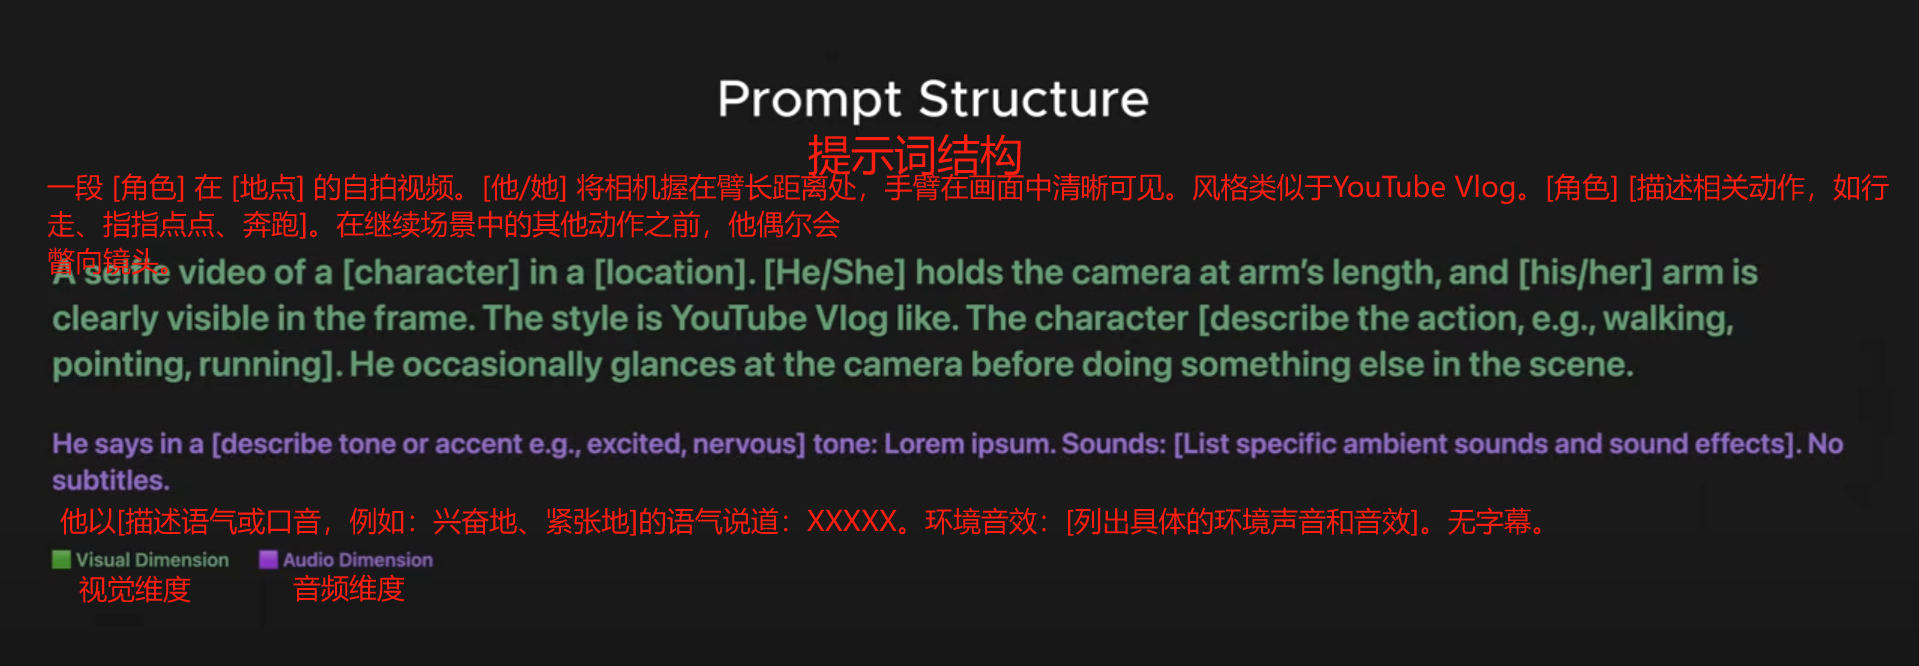 Prompt Structure
提示词结构
一段 [角色] 在 [地点] 的自拍视频。[他/她] 将相机握在臂长距离处，手臂在画面中清晰可见。风格类似于YouTube Vlog。[角色] [描述相关动作，如行
走、指指点点、奔跑]。在继续场景中的其他动作之前，他偶尔会
瞥向镜头。
A selfie video of a [character] in a [location]. [He/She] holds the camera at arm's length, and [his/her] arm is
clearly visible in the frame. The style is YouTube Vlog like. The character [describe the action, e.g., walking,
pointing, running]. He occasionally glances at the camera before doing something else in the scene.
He says in a [describe tone or accent e.g., excited, nervous] tone: Lorem ipsum. Sounds: [List specific ambient sounds and sound effects]. No
subtitles.
他以[描述语气或口音，例如：兴奋地、紧张地]的语气说道：XXXXX。环境音效：[列出具体的环境声音和音效]。无字幕。
Visual Dimension Audio Dimension
视觉维度 音频维度